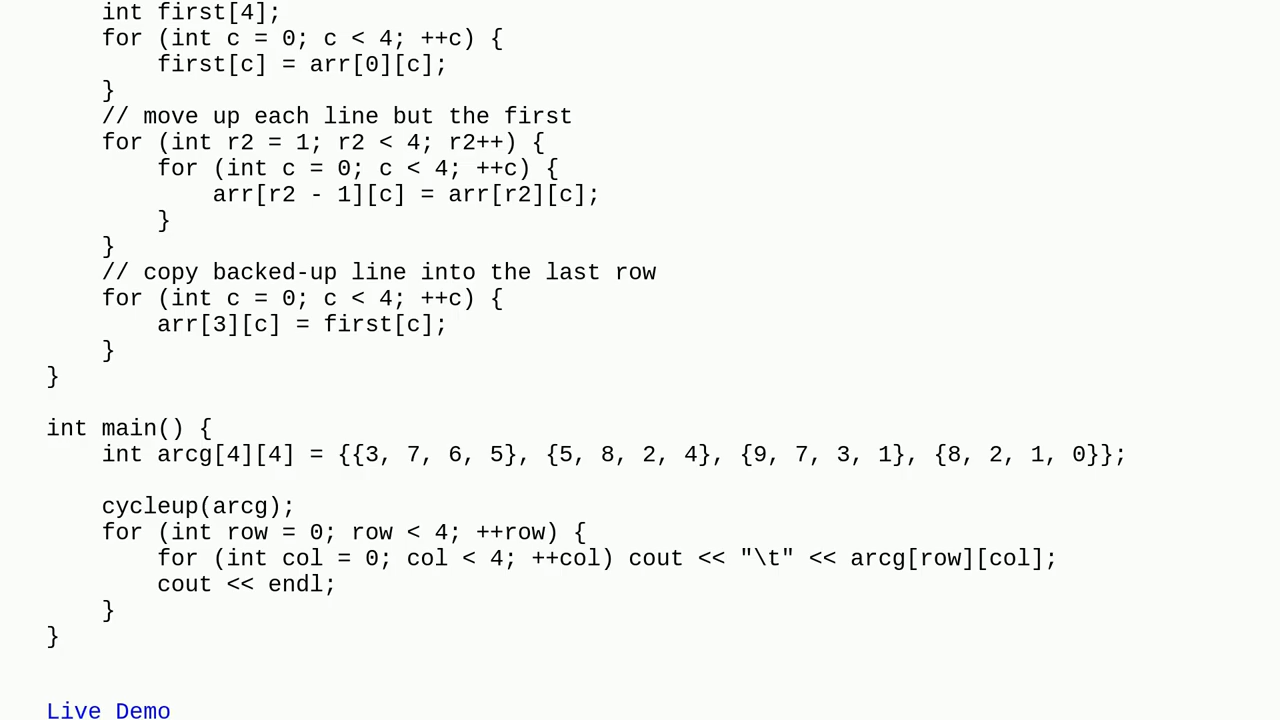 int first[4];
for (int c = 0; c < 4; ++c) {
first[c] = arr[0][c];
}
// move up each line but the first
for (int r2 = 1; r2 < 4; r2++) {
for (int c = 0; c < 4; ++c) {
arr[r2 - 1][c] = arr[r2][c];
}
}
// copy backed-up line into the last row
for (int c = 0; c < 4; ++c) {
arr[3][c] = first[c];
}
}
int main() {
int arcg[4][4] = {{3, 7, 6, 5}, {5, 8, 2, 4}, {9, 7, 3, 1}, {8, 2, 1, 0}};
cycleup(arcg);
for (int row = 0; row < 4; ++row) {
for (int col = 0; col < 4; ++col) cout << "\t" << arcg[row][col];
cout << endl;
}
}
Live Demo